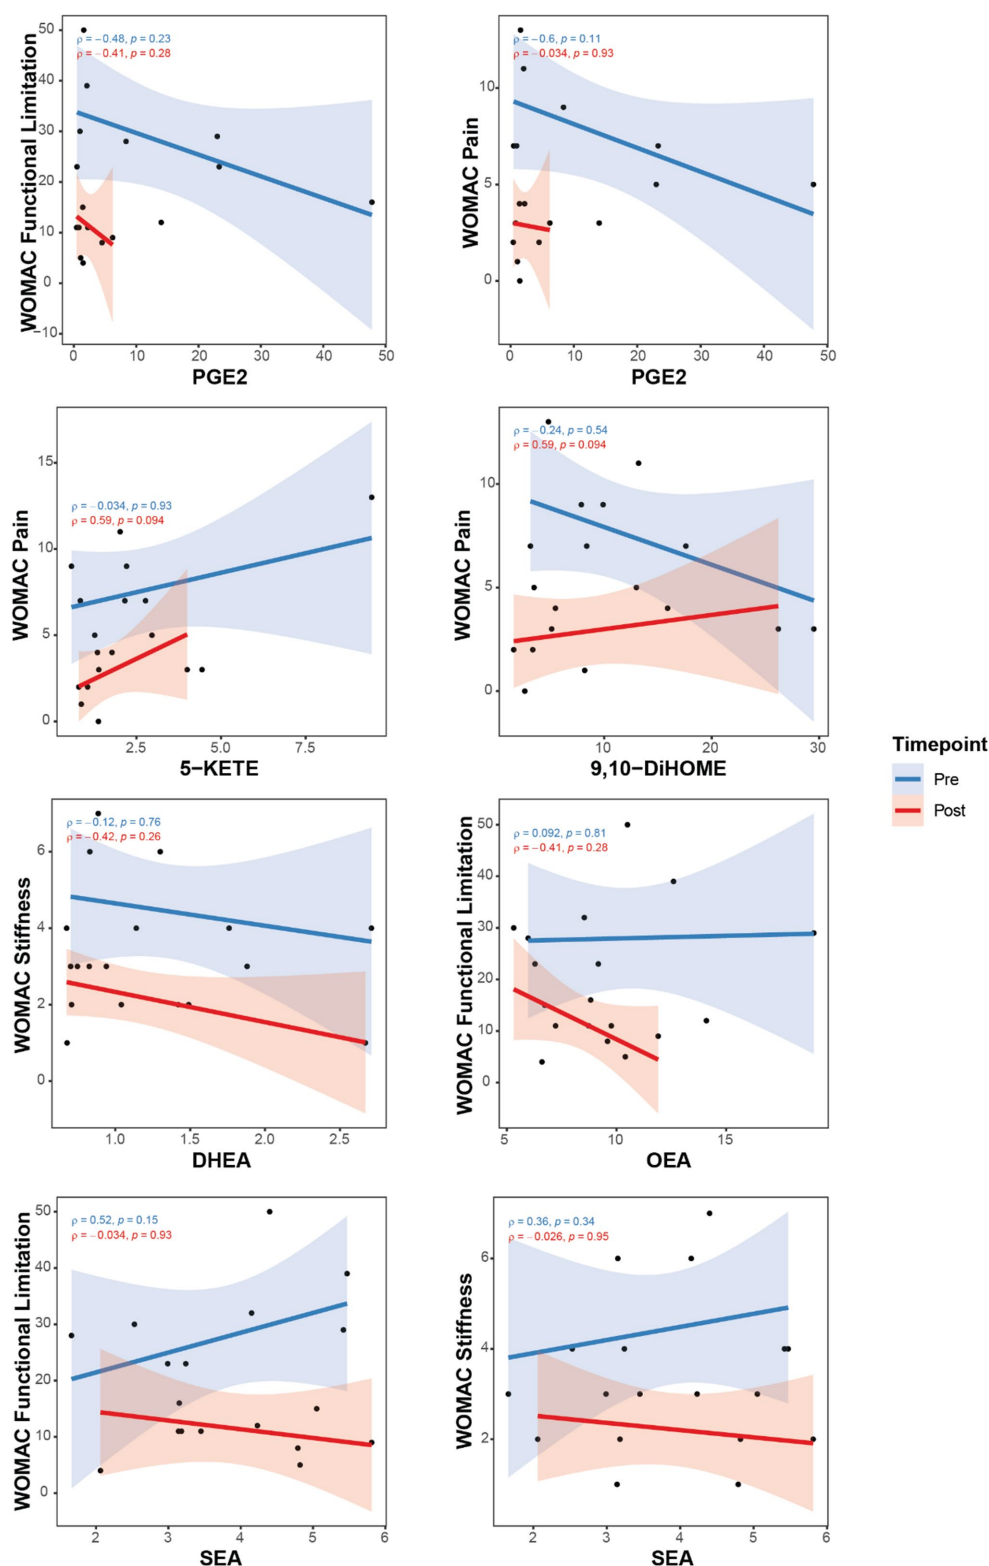 ρ = −0.48, p = 0.23
ρ = −0.41, p = 0.28
WOMAC Functional Limitation
50
40
30
20
10
0
−10
0 10 20 30 40 50
PGE2
ρ = −0.6, p = 0.11
ρ = −0.034, p = 0.93
WOMAC Pain
10
5
0
0 10 20 30 40 50
PGE2
ρ = −0.034, p = 0.93
ρ = 0.59, p = 0.094
WOMAC Pain
15
10
5
0
2.5 5.0 7.5
5−KETE
ρ = −0.24, p = 0.54
ρ = 0.59, p = 0.094
WOMAC Pain
10
5
0
10 20 30
9,10−DiHOME
Timepoint
Pre
Post
ρ = −0.12, p = 0.76
ρ = −0.42, p = 0.26
WOMAC Stiffness
6
4
2
0
1.0 1.5 2.0 2.5
DHEA
ρ = 0.092, p = 0.81
ρ = −0.41, p = 0.28
WOMAC Functional Limitation
50
40
30
20
10
0
5 10 15
OEA
ρ = 0.52, p = 0.15
ρ = −0.034, p = 0.93
WOMAC Functional Limitation
50
40
30
20
10
0
2 3 4 5 6
SEA
ρ = 0.36, p = 0.34
ρ = −0.026, p = 0.95
WOMAC Stiffness
6
4
2
2 3 4 5 6
SEA